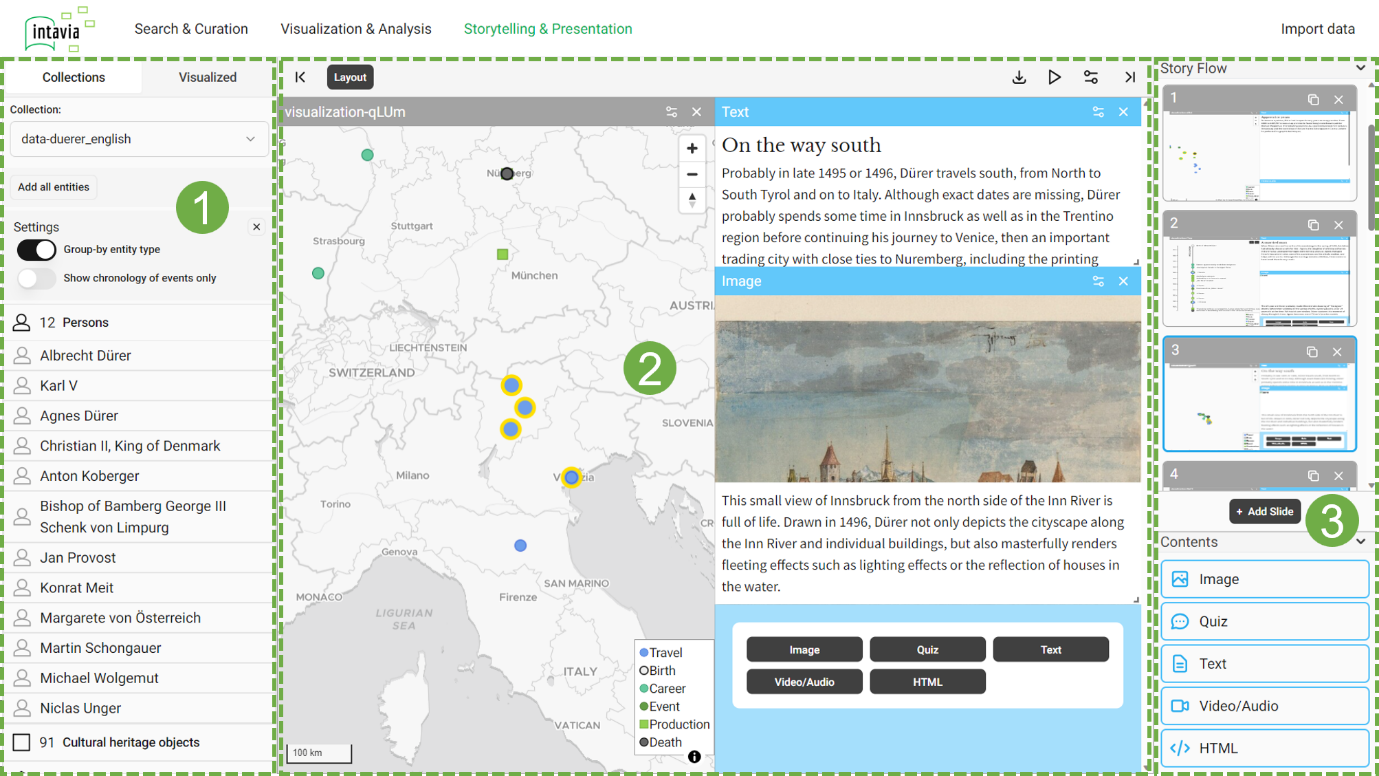 intavia
Search & Curation
Visualization & Analysis
Storytelling & Presentation
Import data
Collections
Visualized
Collection:
data-duerer_english
Add all entities
1
Settings
Group-by entity type
Show chronology of events only
12 Persons
Albrecht Dürer
Karl V
Agnes Dürer
Christian II, King of Denmark
Anton Koberger
Bishop of Bamberg George III
Schenk von Limpurg
Jan Provost
Konrat Meit
Margarete von Österreich
Martin Schongauer
Michael Wolgemut
Niclas Unger
91 Cultural heritage objects
Layout
visualization-qLUm
Stuttgart
Strasbourg
München
AUSTRI
LIECHTENSTEIN
SWITZERLAND
2
SLOVENIA
Milano
Torino
CR
Genova
SAN MARINO
MONACO
Firenze
LIGURIAN
SEA
ITALY
VATICAN
Travel
Birth
Career
Event
Production
Death
100 km
Text
On the way south
Probably in late 1495 or 1496, Dürer travels south, from North to
South Tyrol and on to Italy. Although exact dates are missing, Dürer
probably spends some time in Innsbruck as well as in the Trentino
region before continuing his journey to Venice, then an important
trading city with close ties to Nuremberg, including the printing
Image
This small view of Innsbruck from the north side of the Inn River is
full of life. Drawn in 1496, Dürer not only depicts the cityscape along
the Inn River and individual buildings, but also masterfully renders
fleeting effects such as lighting effects or the reflection of houses in
the water.
Image
Quiz
Text
Video/Audio
HTML
Story Flow
1
2
3
4
+ Add Slide
3
Contents
Image
Quiz
Text
Video/Audio
HTML